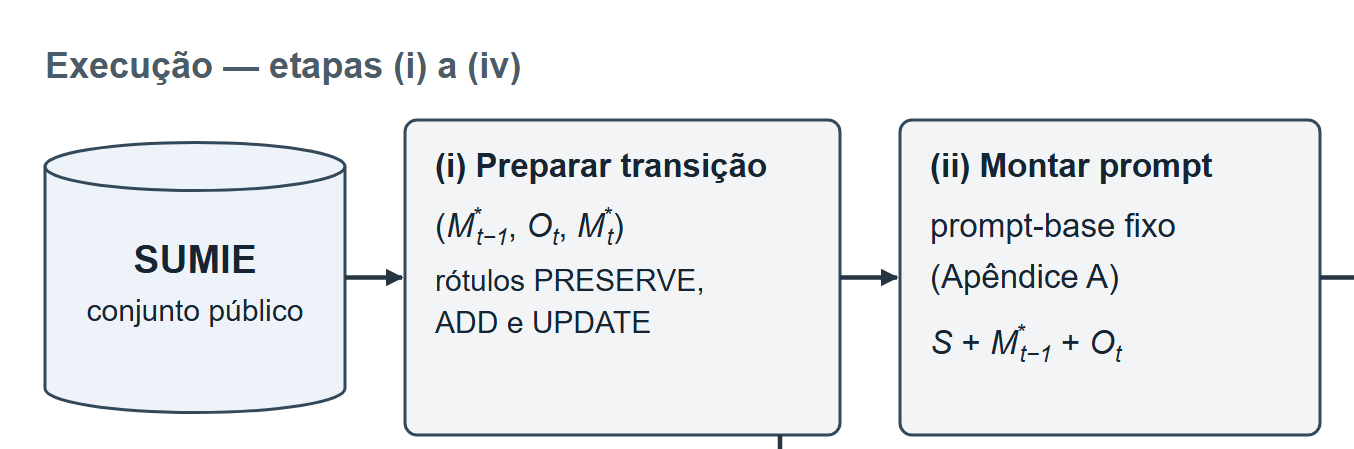 Execução — etapas (i) a (iv)
SUMIE
conjunto público
(i) Preparar transição
(M*t−1, Ot, M*t)
rótulos PRESERVE,
ADD e UPDATE
(ii) Montar prompt
prompt-base fixo
(Apêndice A)
S + M*t−1 + Ot